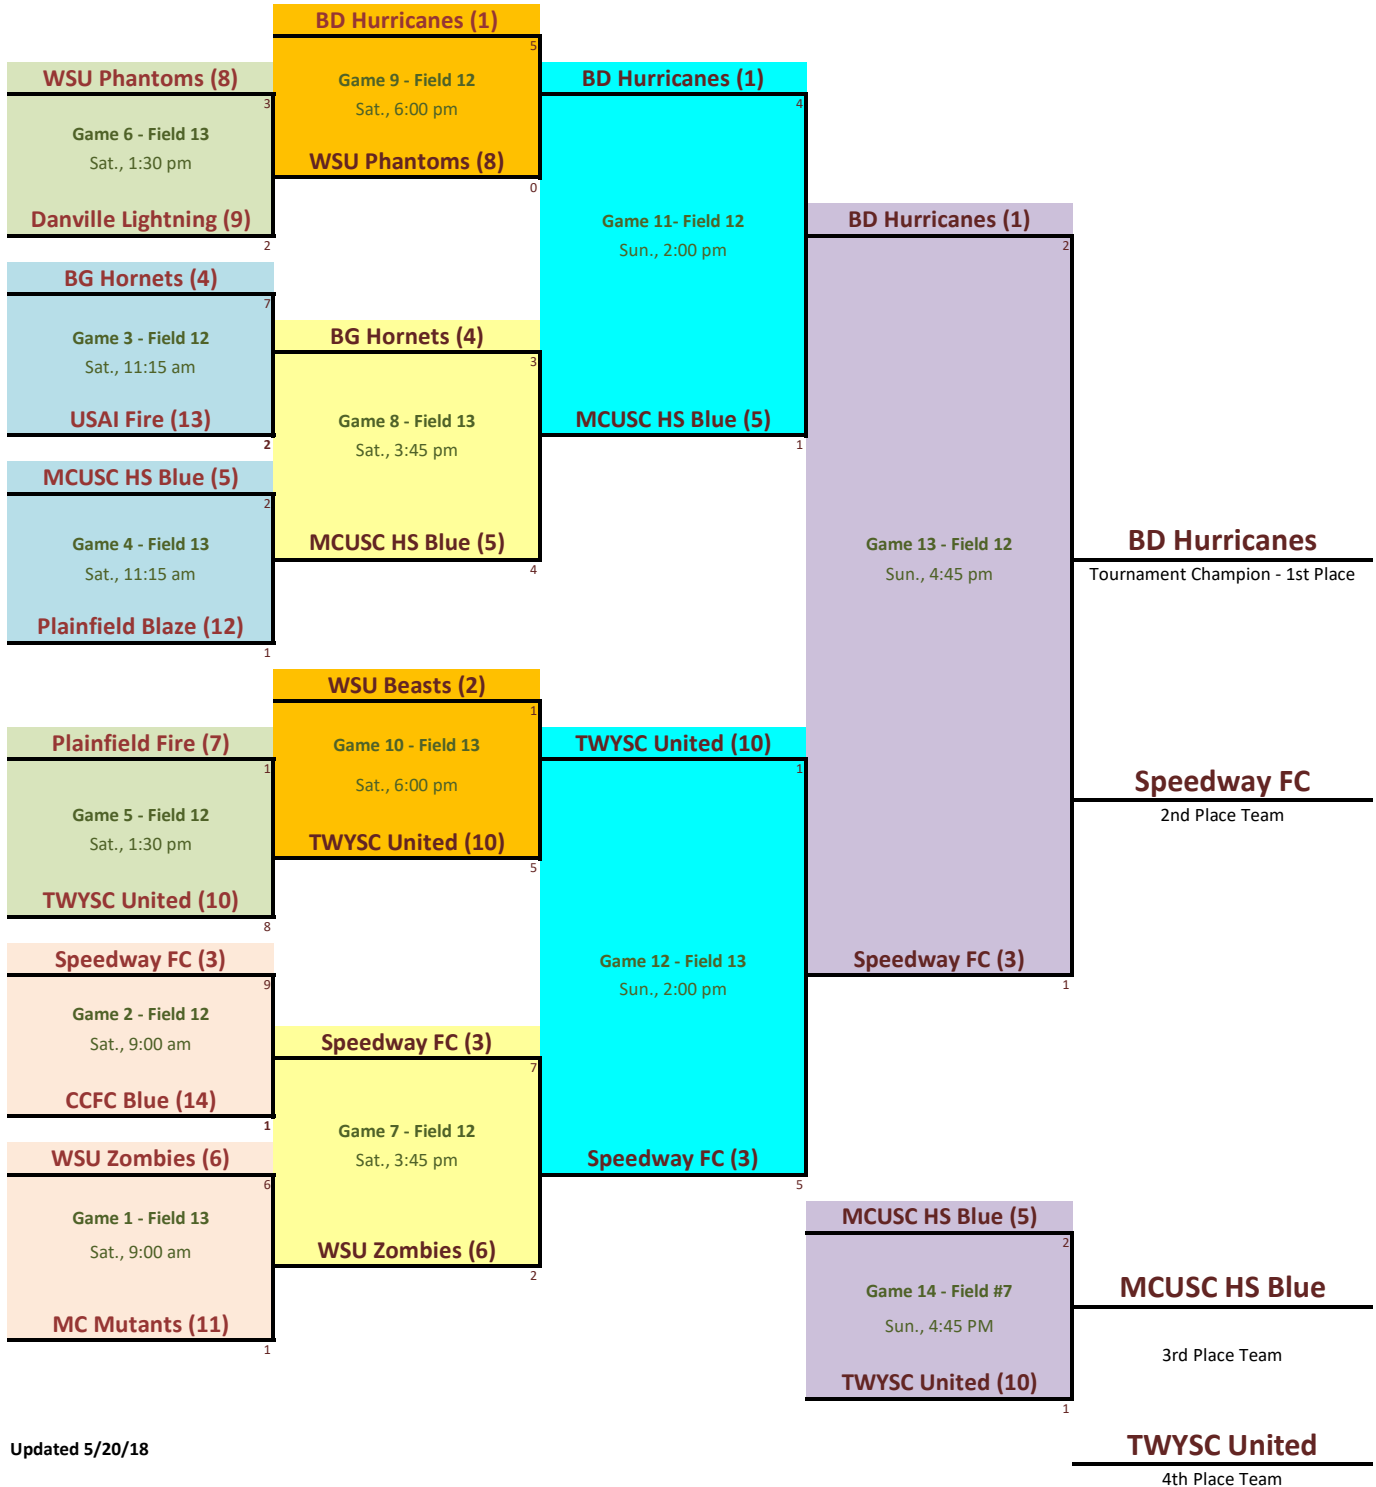 BD Hurricanes (1)
5
Game 9 - Field 12
Sat., 6:00 pm
WSU Phantoms (8)
0
WSU Phantoms (8)
3
Game 6 - Field 13
Sat., 1:30 pm
Danville Lightning (9)
2
BG Hornets (4)
7
Game 3 - Field 12
Sat., 11:15 am
USAI Fire (13)
2
MCUSC HS Blue (5)
2
Game 4 - Field 13
Sat., 11:15 am
Plainfield Blaze (12)
1
BG Hornets (4)
3
Game 8 - Field 13
Sat., 3:45 pm
MCUSC HS Blue (5)
4
BD Hurricanes (1)
4
Game 11- Field 12
Sun., 2:00 pm
MCUSC HS Blue (5)
1
BD Hurricanes (1)
2
Game 13 - Field 12
Sun., 4:45 pm
Speedway FC (3)
1
BD Hurricanes
Tournament Champion - 1st Place
Speedway FC
2nd Place Team
WSU Beasts (2)
1
Game 10 - Field 13
Sat., 6:00 pm
TWYSC United (10)
5
Plainfield Fire (7)
1
Game 5 - Field 12
Sat., 1:30 pm
TWYSC United (10)
8
Speedway FC (3)
9
Game 2 - Field 12
Sat., 9:00 am
CCFC Blue (14)
1
WSU Zombies (6)
6
Game 1 - Field 13
Sat., 9:00 am
MC Mutants (11)
1
Speedway FC (3)
7
Game 7 - Field 12
Sat., 3:45 pm
WSU Zombies (6)
2
TWYSC United (10)
1
Game 12 - Field 13
Sun., 2:00 pm
Speedway FC (3)
5
MCUSC HS Blue (5)
2
Game 14 - Field #7
Sun., 4:45 PM
TWYSC United (10)
1
MCUSC HS Blue
3rd Place Team
TWYSC United
4th Place Team
Updated 5/20/18